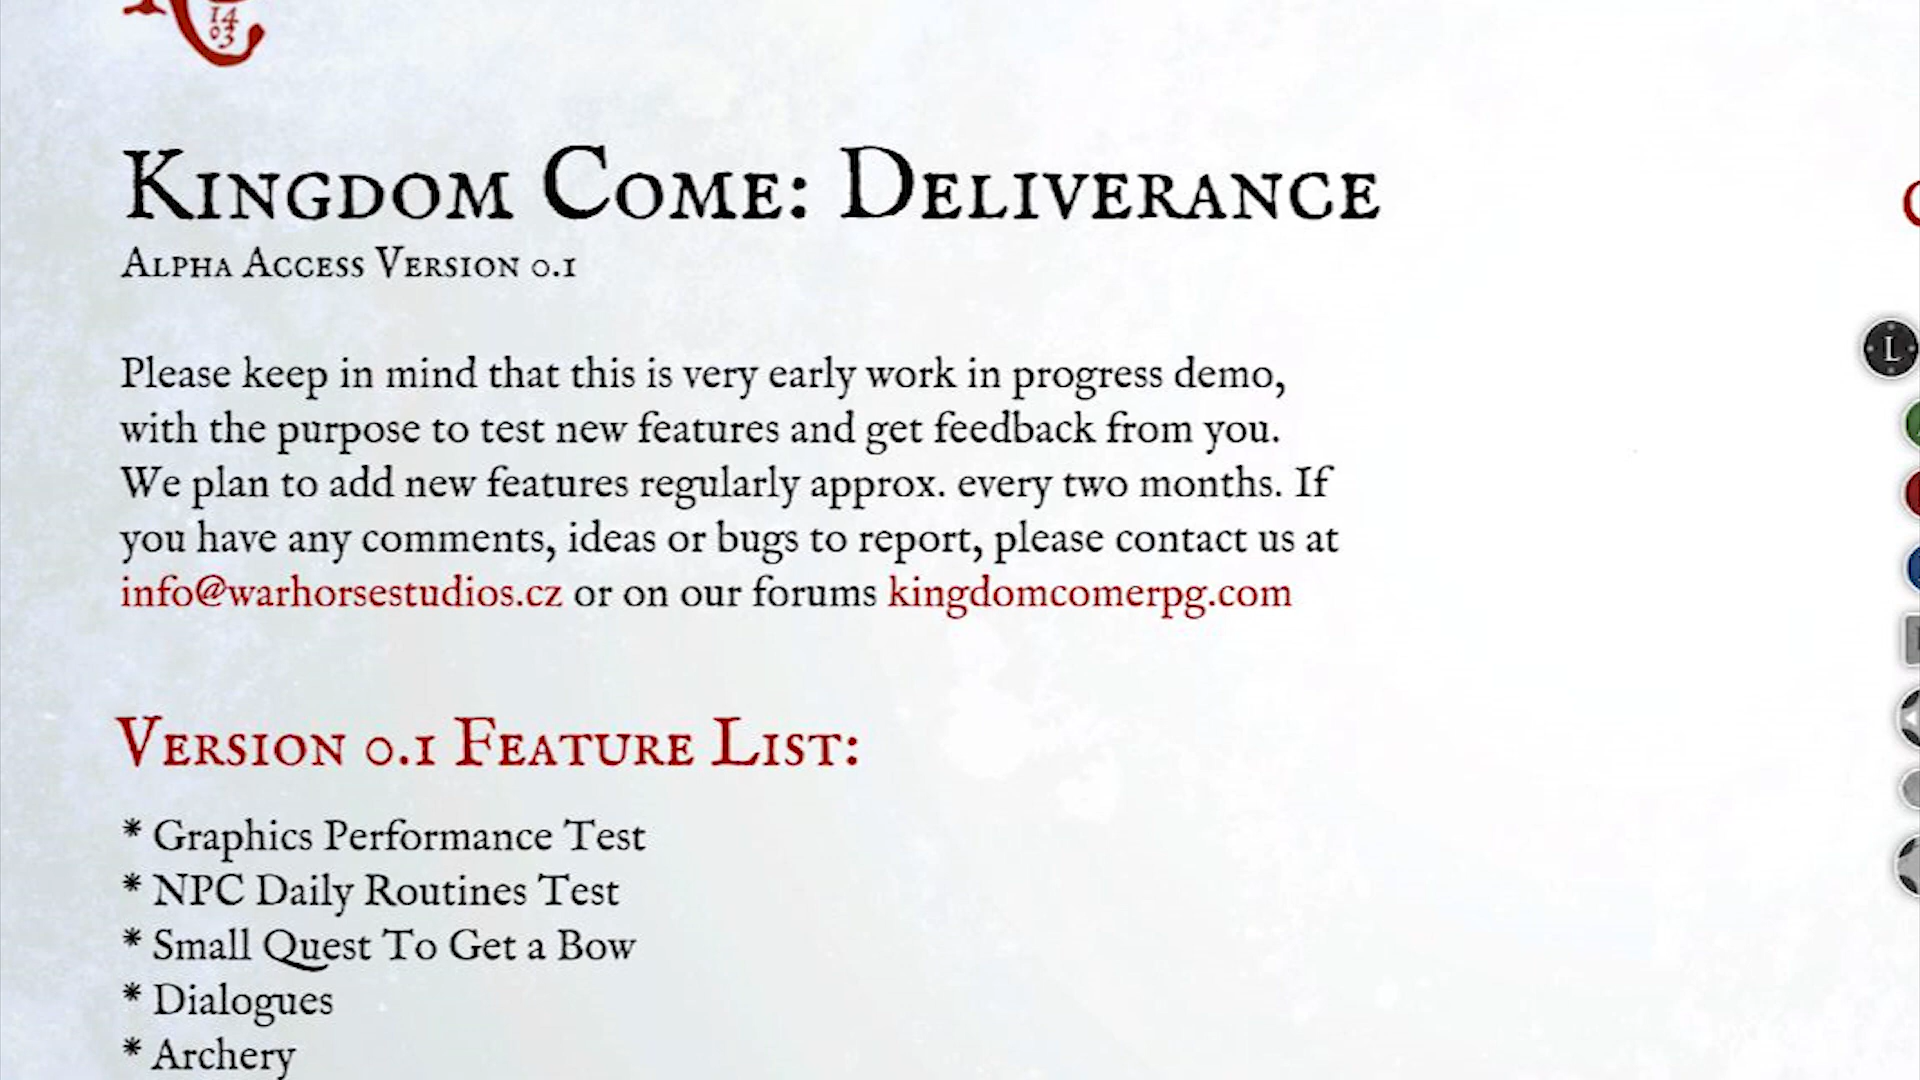 14
03
Kingdom Come: Deliverance
Alpha Access Version 0.1
Please keep in mind that this is very early work in progress demo,
with the purpose to test new features and get feedback from you.
We plan to add new features regularly approx. every two months. If
you have any comments, ideas or bugs to report, please contact us at
info@warhorsestudios.cz or on our forums kingdomcomerpg.com
Version 0.1 Feature List:
* Graphics Performance Test
* NPC Daily Routines Test
* Small Quest To Get a Bow
* Dialogues
* Archery
L